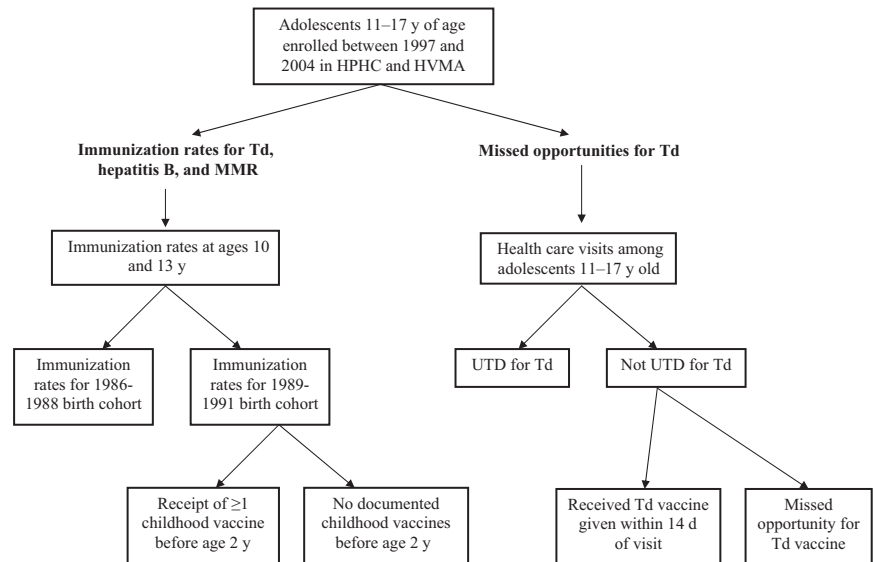 Adolescents 11–17 y of age
enrolled between 1997 and
2004 in HPHC and HVMA
Immunization rates for Td,
hepatitis B, and MMR
Missed opportunities for Td
Immunization rates at ages 10
and 13 y
Health care visits among
adolescents 11–17 y old
Immunization
rates for 1986-
1988 birth cohort
Immunization
rates for 1989-
1991 birth cohort
UTD for Td
Not UTD for Td
Receipt of ≥1
childhood vaccine
before age 2 y
No documented
childhood vaccines
before age 2 y
Received Td vaccine
given within 14 d
of visit
Missed
opportunity for
Td vaccine